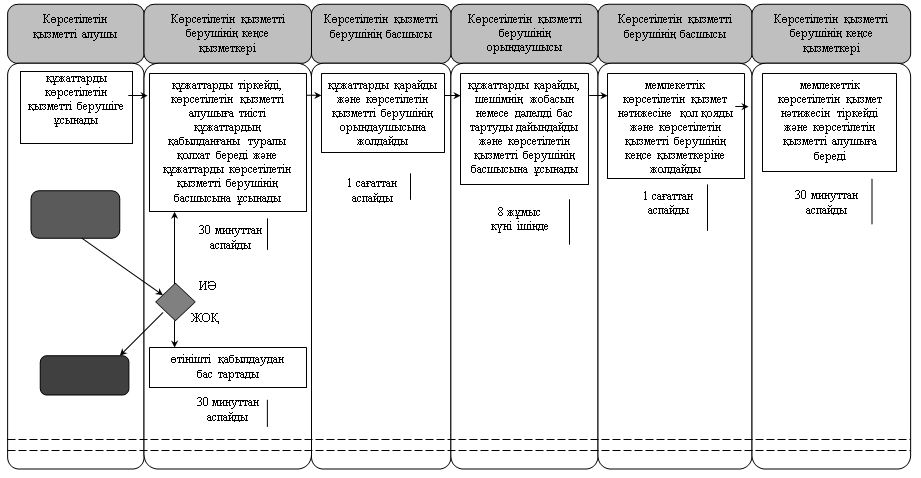 Көрсетілетін
қызметті алушы
Көрсетілетін қызметті
берушінің кеңсе
қызметкері
Көрсетілетін қызметті
берушінің басшысы
Көрсетілетін қызметті
берушінің
орындаушысы
Көрсетілетін қызметті
берушінің басшысы
Көрсетілетін қызметті
берушінің кеңсе
қызметкері
құжаттарды
көрсетілетін
қызметті берушіге
ұсынады
құжаттарды тіркейді,
көрсетілетін қызметті
алушыға тиісті
құжаттардың
қабылданғаны туралы
қолхат береді және
құжаттарды көрсетілетін
қызметті берушінің
басшысына ұсынады
30 минуттан
аспайды
ИӘ
ЖОҚ
өтінішті қабылдаудан
бас тартады
30 минуттан
аспайды
құжаттарды қарайды
және көрсетілетін
қызметті берушінің
орындаушысына
жолдайды
1 сағаттан
аспайды
құжаттарды қарайды,
шешімнің жобасын
немесе дәлелді бас
тартуды дайындайды
және көрсетілетін
қызметті берушінің
басшысына ұсынады
8 жұмыс
күні ішінде
мемлекеттік
көрсетілетін қызмет
нәтижесіне қол қояды
және көрсетілетін
қызметті берушінің
кеңсе қызметкеріне
жолдайды
1 сағаттан
аспайды
мемлекеттік
көрсетілетін қызмет
нәтижесін тіркейді
және көрсетілетін
қызметті алушыға
береді
30 минуттан
аспайды